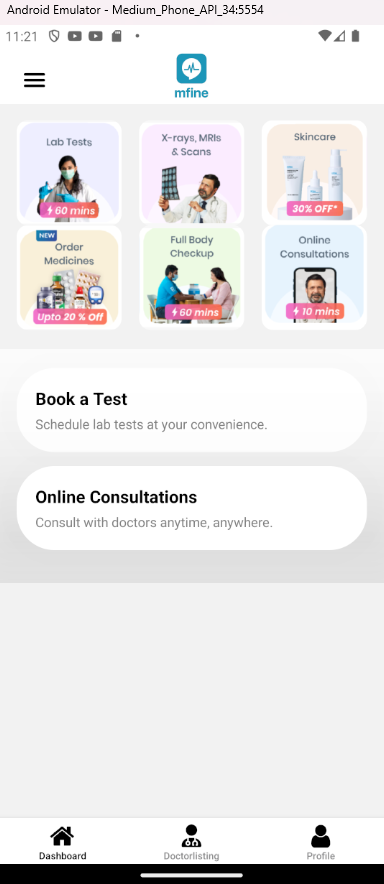 Android Emulator - Medium_Phone_API_34:5554
11:21
mfine
Lab Tests
60 mins
X-rays, MRIs
& Scans
Skincare
30% OFF*
NEW
Order
Medicines
Upto 20 % Off
Full Body
Checkup
60 mins
Online
Consultations
10 mins
Book a Test
Schedule lab tests at your convenience.
Online Consultations
Consult with doctors anytime, anywhere.
Dashboard
Doctorlisting
Profile